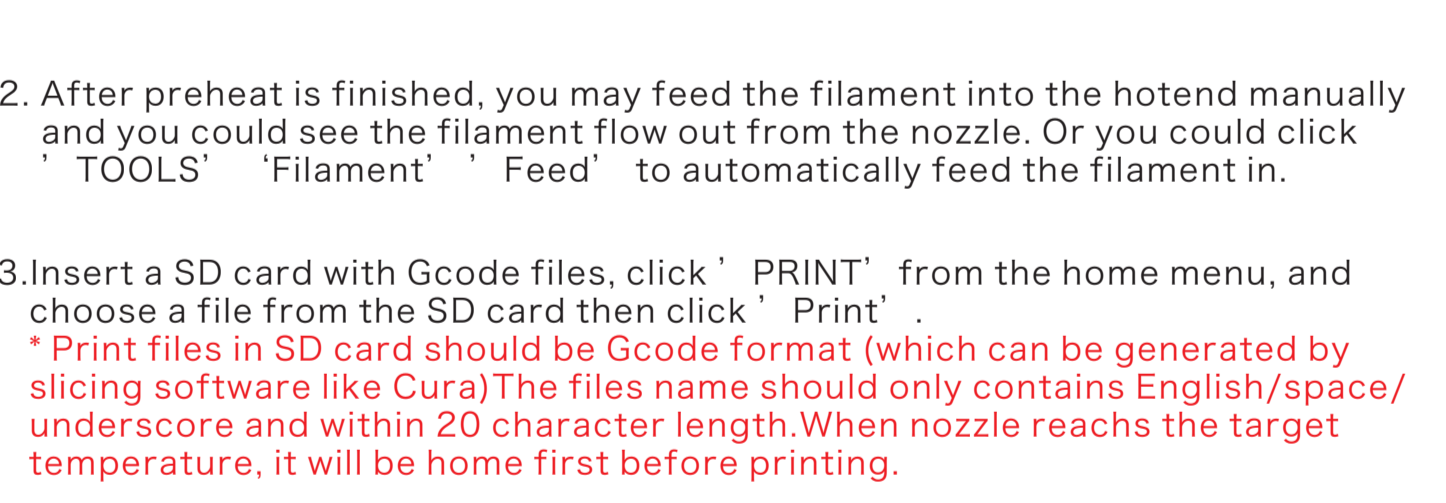 2. After preheat is finished, you may feed the filament into the hotend manually
and you could see the filament flow out from the nozzle. Or you could click
’TOOLS’ ‘Filament’ ’Feed’ to automatically feed the filament in.
3.Insert a SD card with Gcode files, click ’PRINT’ from the home menu, and
choose a file from the SD card then click ’Print’.
* Print files in SD card should be Gcode format (which can be generated by
slicing software like Cura)The files name should only contains English/space/
underscore and within 20 character length.When nozzle reachs the target
temperature, it will be home first before printing.